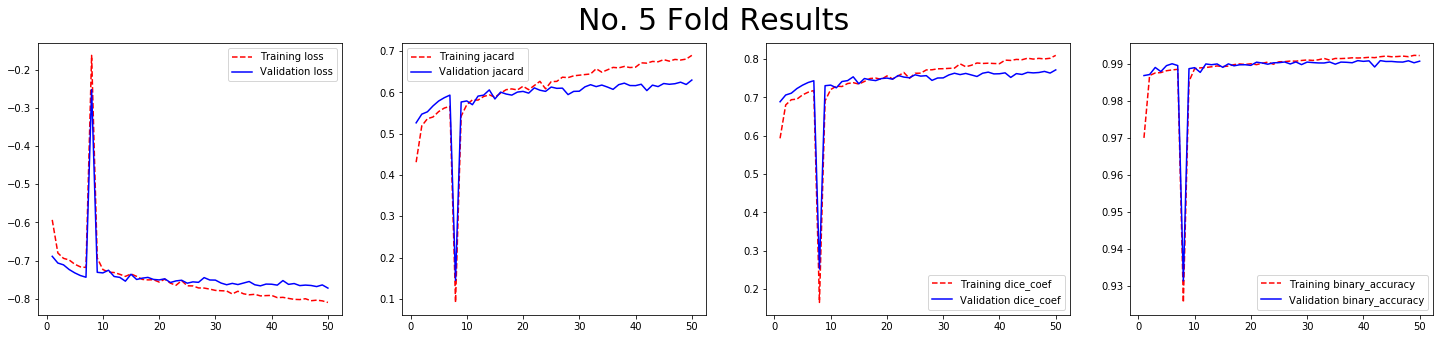 No. 5 Fold Results
Training loss
Validation loss
−0.2
−0.3
−0.4
−0.5
−0.6
−0.7
−0.8
0 10 20 30 40 50
Training jacard
Validation jacard
0.7
0.6
0.5
0.4
0.3
0.2
0.1
0 10 20 30 40 50
0.8
0.7
0.6
0.5
0.4
0.3
0.2
Training dice_coef
Validation dice_coef
0 10 20 30 40 50
0.99
0.98
0.97
0.96
0.95
0.94
0.93
Training binary_accuracy
Validation binary_accuracy
0 10 20 30 40 50